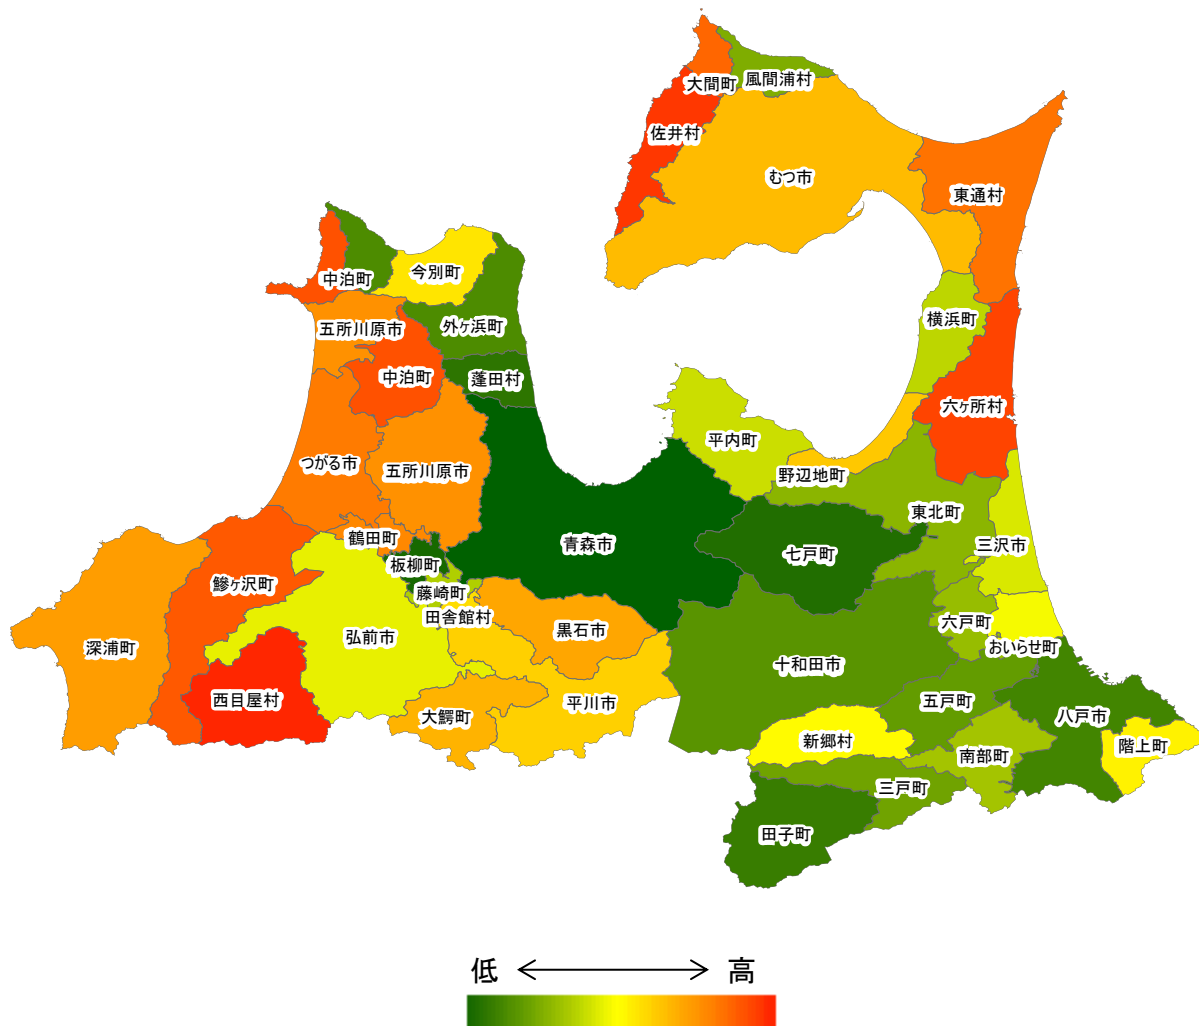 大間町
風間浦村
佐井村
むつ市
東通村
中泊町
今別町
横浜町
五所川原市
外ヶ浜町
中泊町
蓬田村
六ヶ所村
平内町
つがる市
五所川原市
野辺地町
東北町
鶴田町
青森市
七戸町
三沢市
板柳町
鰺ヶ沢町
藤崎町
田舎館村
六戸町
黒石市
弘前市
深浦町
おいらせ町
十和田市
西目屋村
平川市
五戸町
大鰐町
八戸市
新郷村
階上町
南部町
三戸町
田子町
低 高